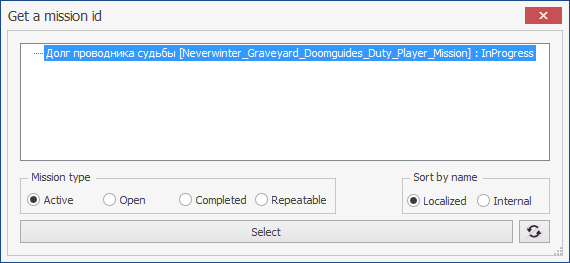 Get a mission id
Долг проводника судьбы [Neverwinter_Graveyard_Doomguides_Duty_Player_Mission] : InProgress
Mission type
Sort by name
Active
Open
Completed
Repeatable
Localized
Internal
Select